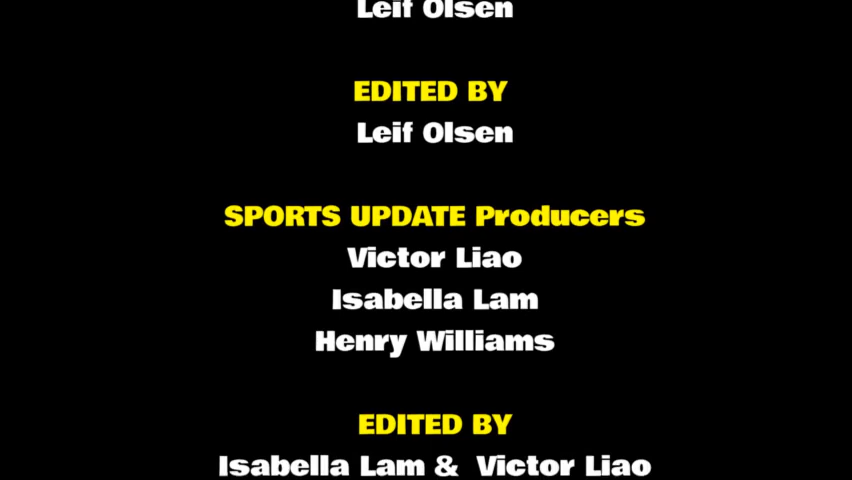 Leif Olsen
EDITED BY
Leif Olsen
SPORTS UPDATE Producers
Victor Liao
Isabella Lam
Henry Williams
EDITED BY
Isabella Lam & Victor Liao